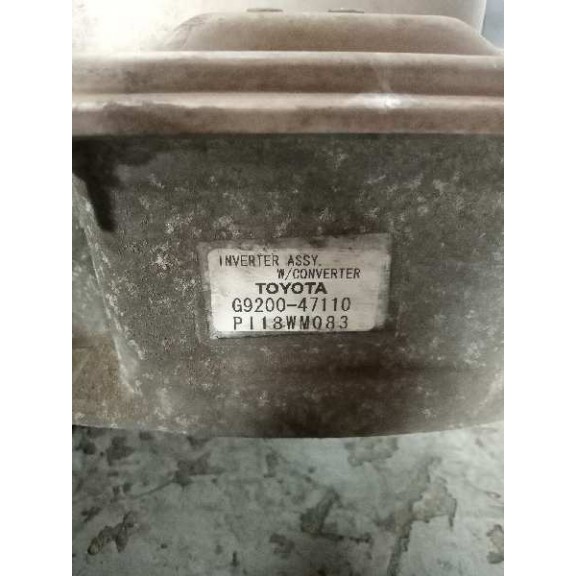 INVERTER ASSY.
W/CONVERTER
TOYOTA
G9200-47110
P118WM083